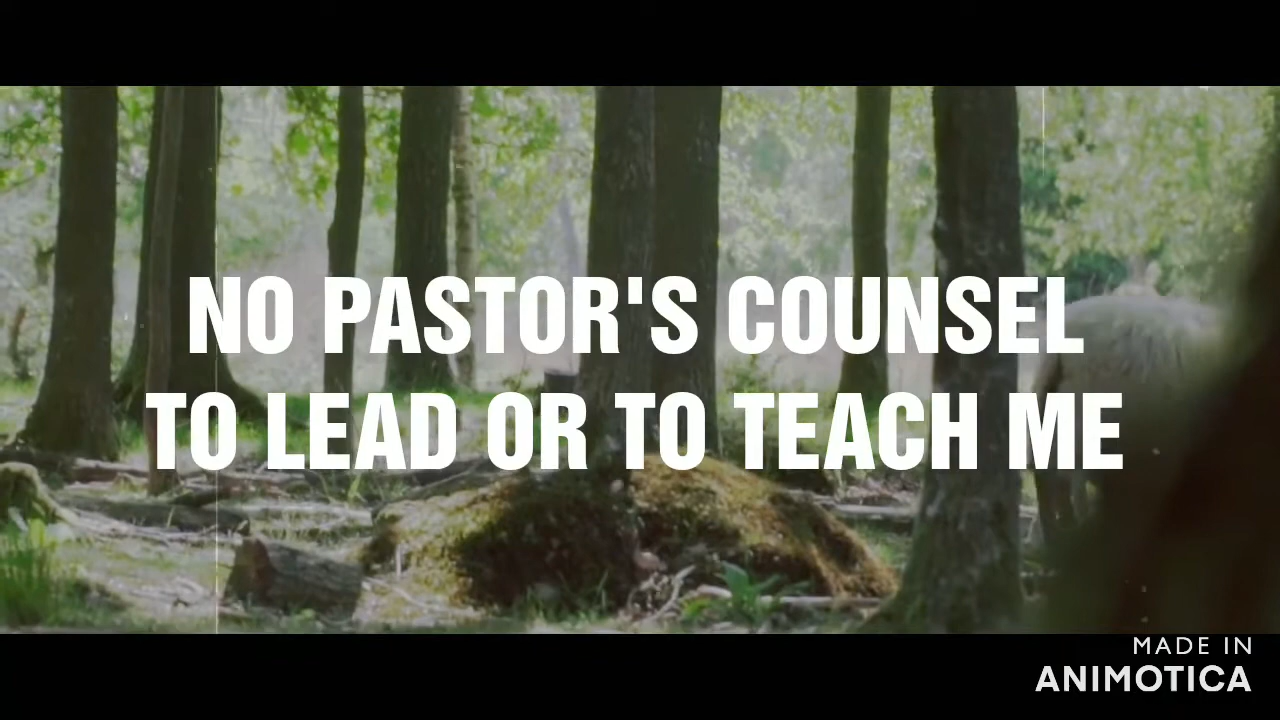 NO PASTOR'S COUNSEL
TO LEAD OR TO TEACH ME
MADE IN
ANIMOTICA